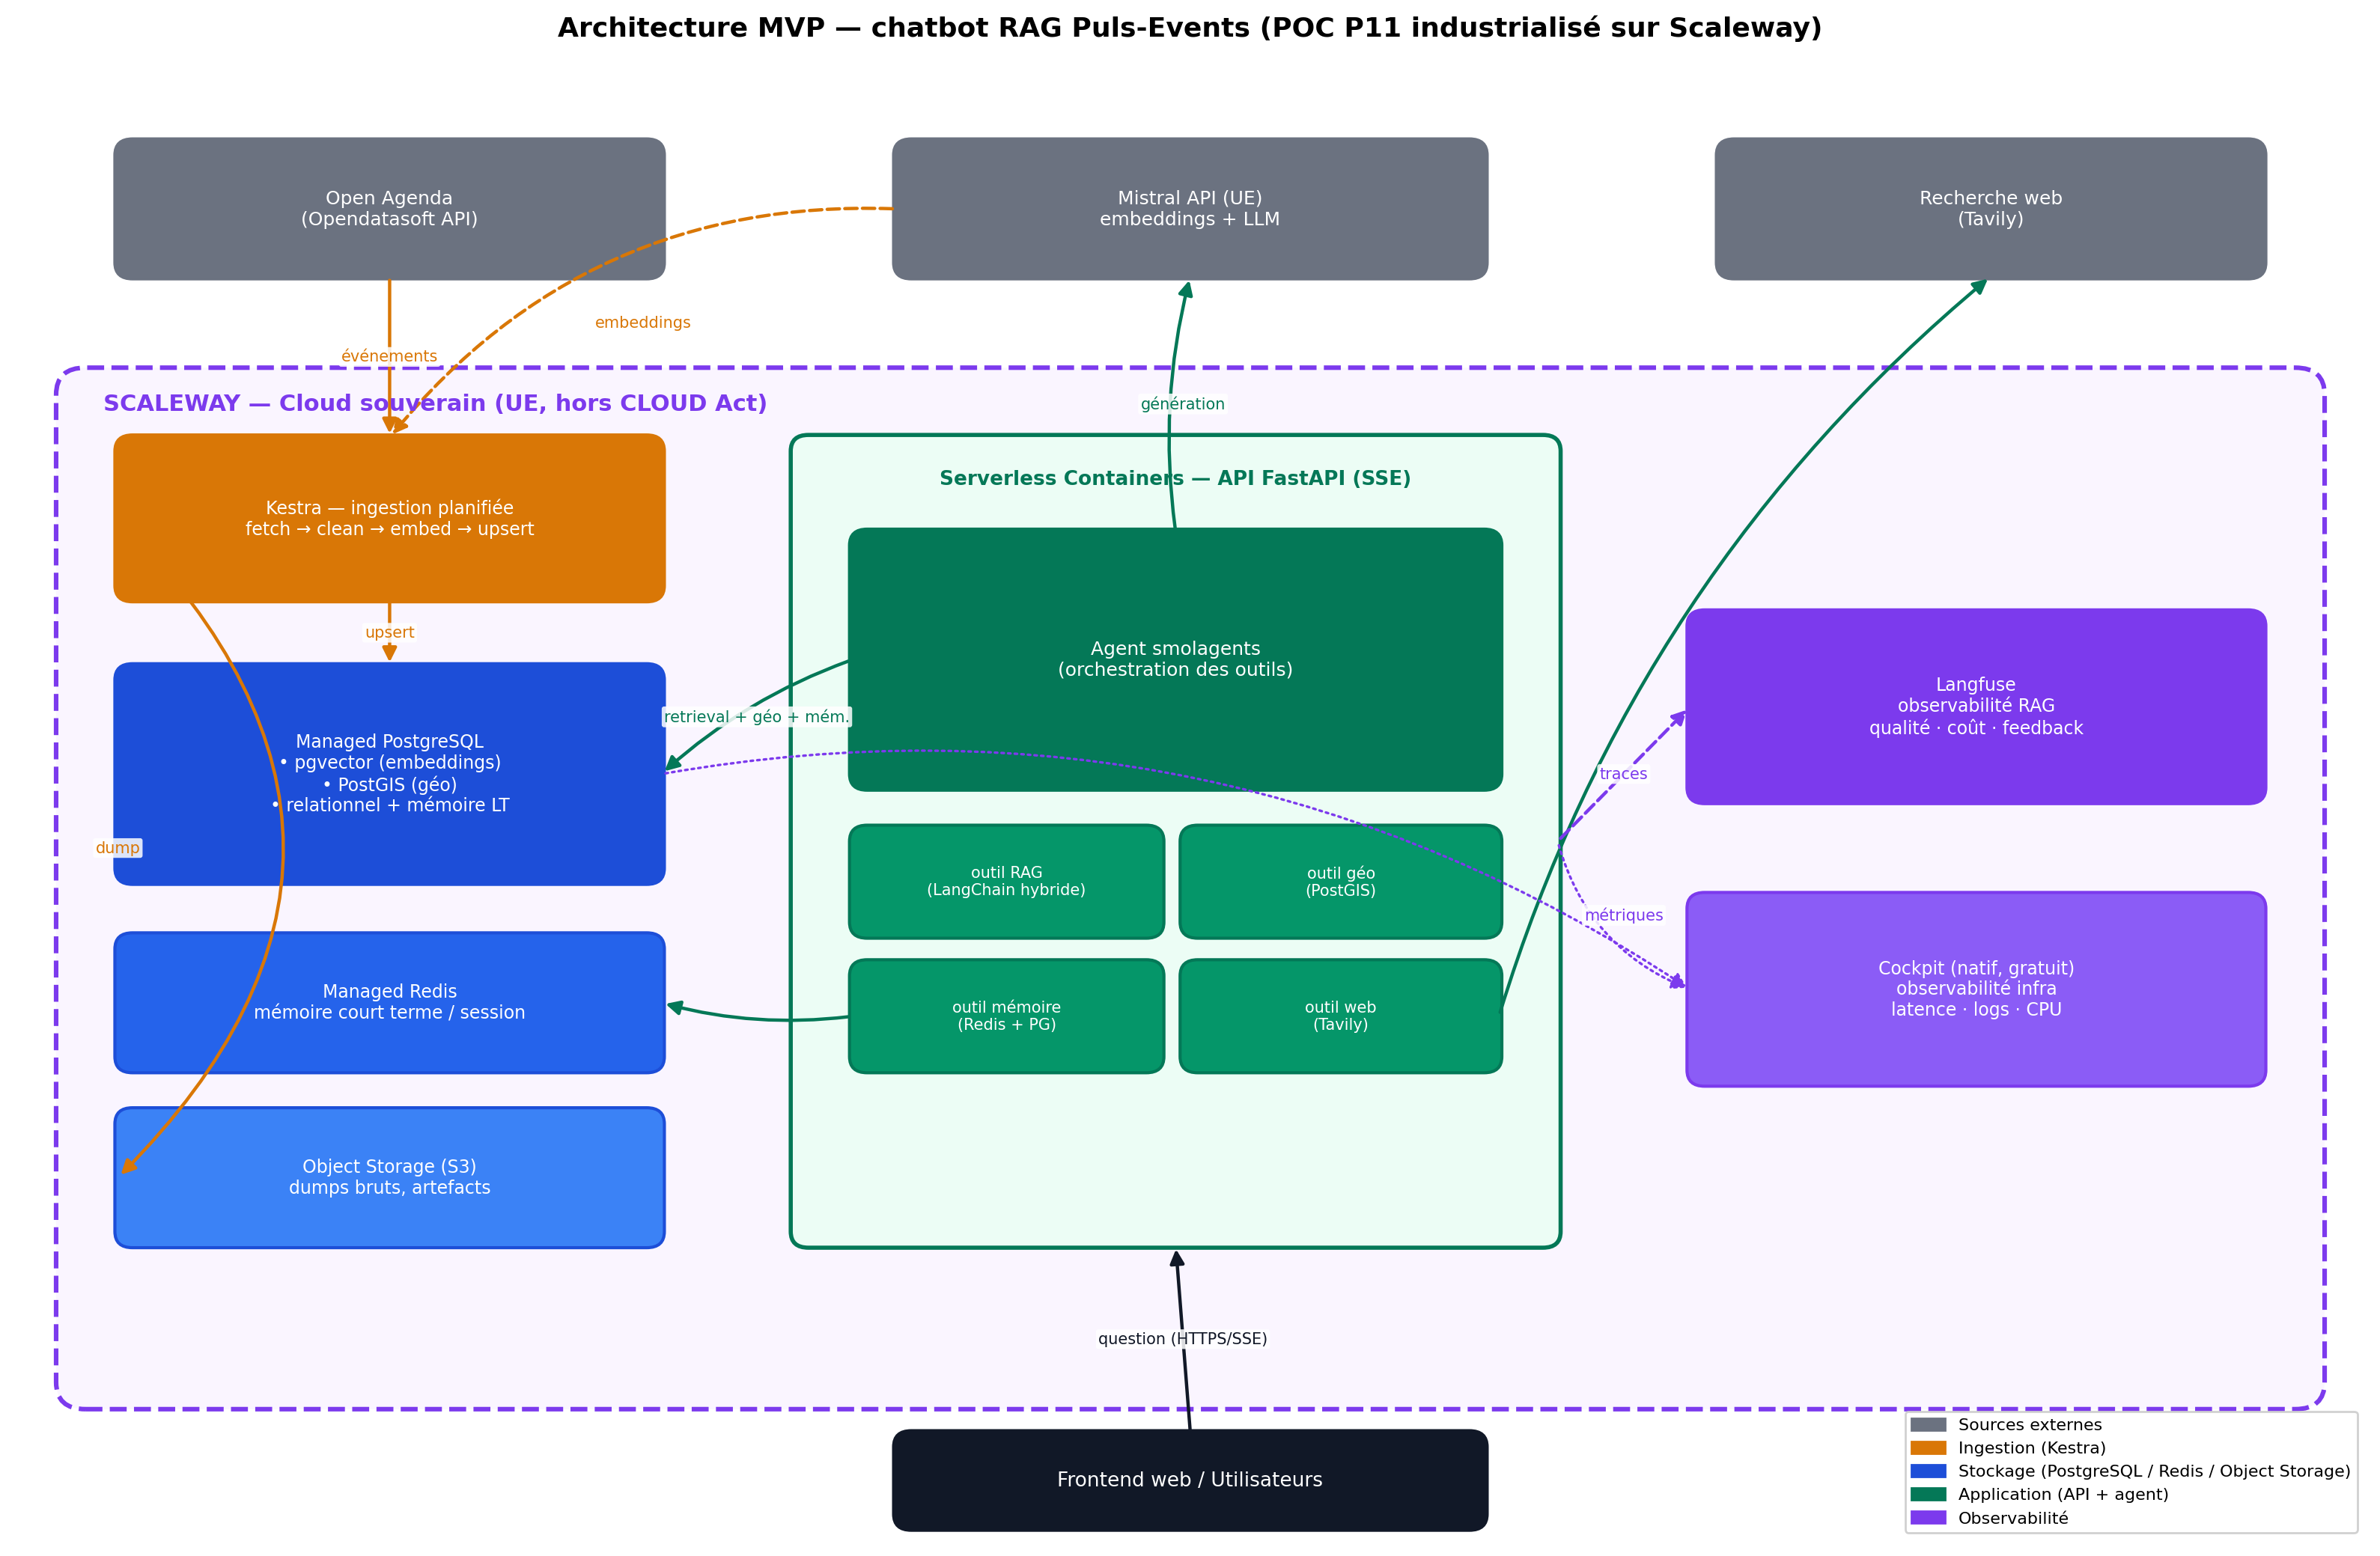 Architecture MVP — chatbot RAG Puls-Events (POC P11 industrialisé sur Scaleway)
Open Agenda
(Opendatasoft API)
Mistral API (UE)
embeddings + LLM
Recherche web
(Tavily)
embeddings
événements
SCALEWAY — Cloud souverain (UE, hors CLOUD Act)
génération
Kestra — ingestion planifiée
fetch → clean → embed → upsert
Serverless Containers — API FastAPI (SSE)
upsert
Agent smolagents
(orchestration des outils)
Langfuse
observabilité RAG
qualité · coût · feedback
retrieval + géo + mém.
Managed PostgreSQL
• pgvector (embeddings)
• PostGIS (géo)
• relationnel + mémoire LT
traces
dump
outil RAG
(LangChain hybride)
outil géo
(PostGIS)
métriques
Managed Redis
mémoire court terme / session
outil mémoire
(Redis + PG)
outil web
(Tavily)
Cockpit (natif, gratuit)
observabilité infra
latence · logs · CPU
Object Storage (S3)
dumps bruts, artefacts
question (HTTPS/SSE)
Frontend web / Utilisateurs
Sources externes
Ingestion (Kestra)
Stockage (PostgreSQL / Redis / Object Storage)
Application (API + agent)
Observabilité